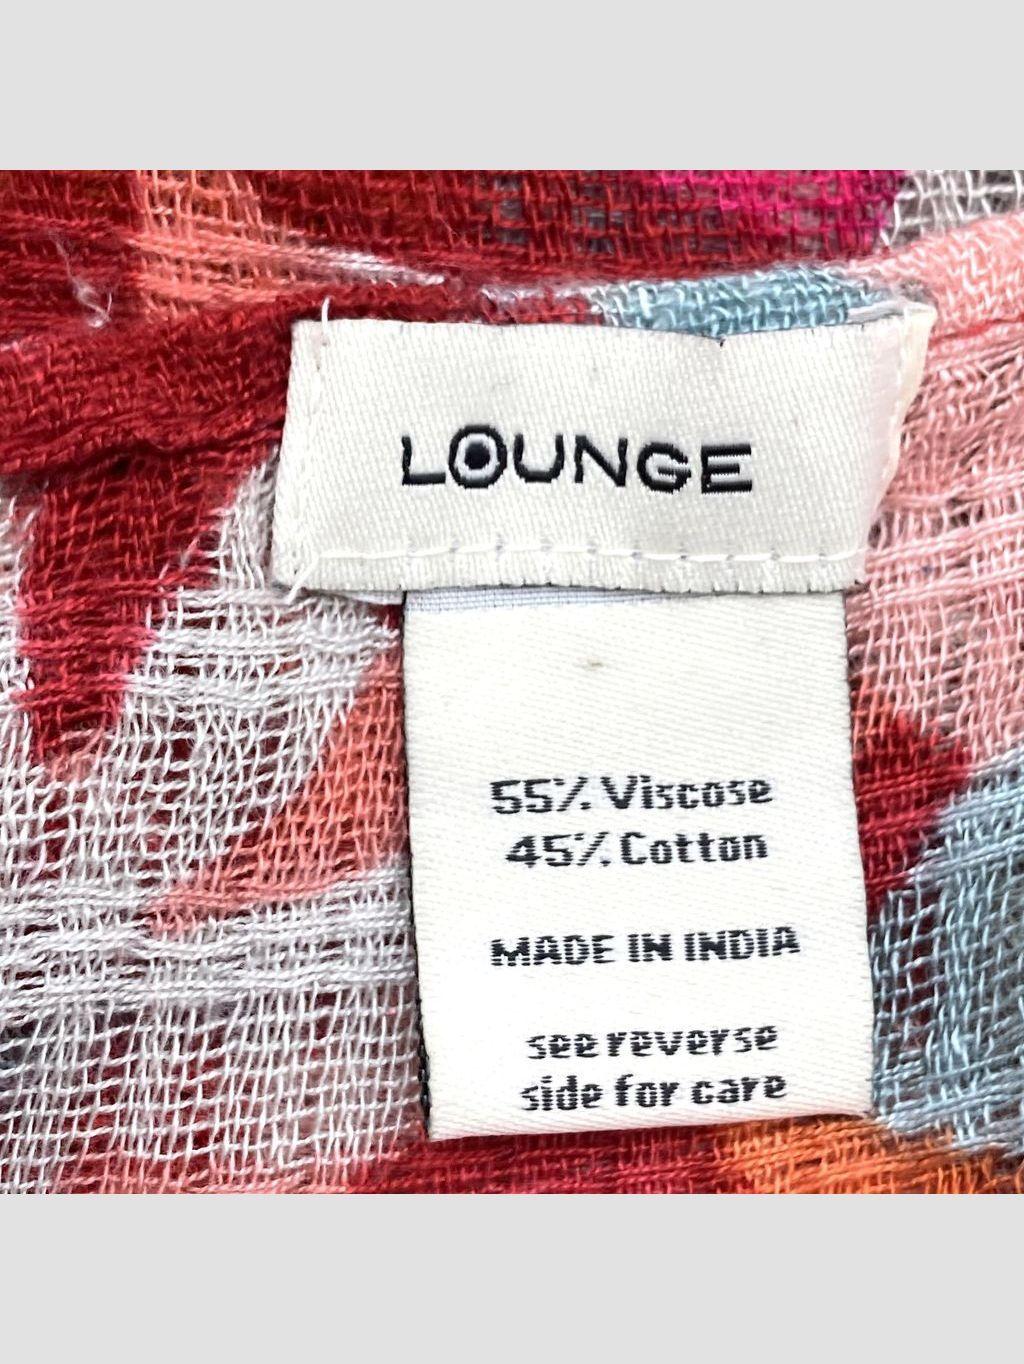 LOUNGE
55% Viscose
45% Cotton
MADE IN INDIA
see reverse
side for care